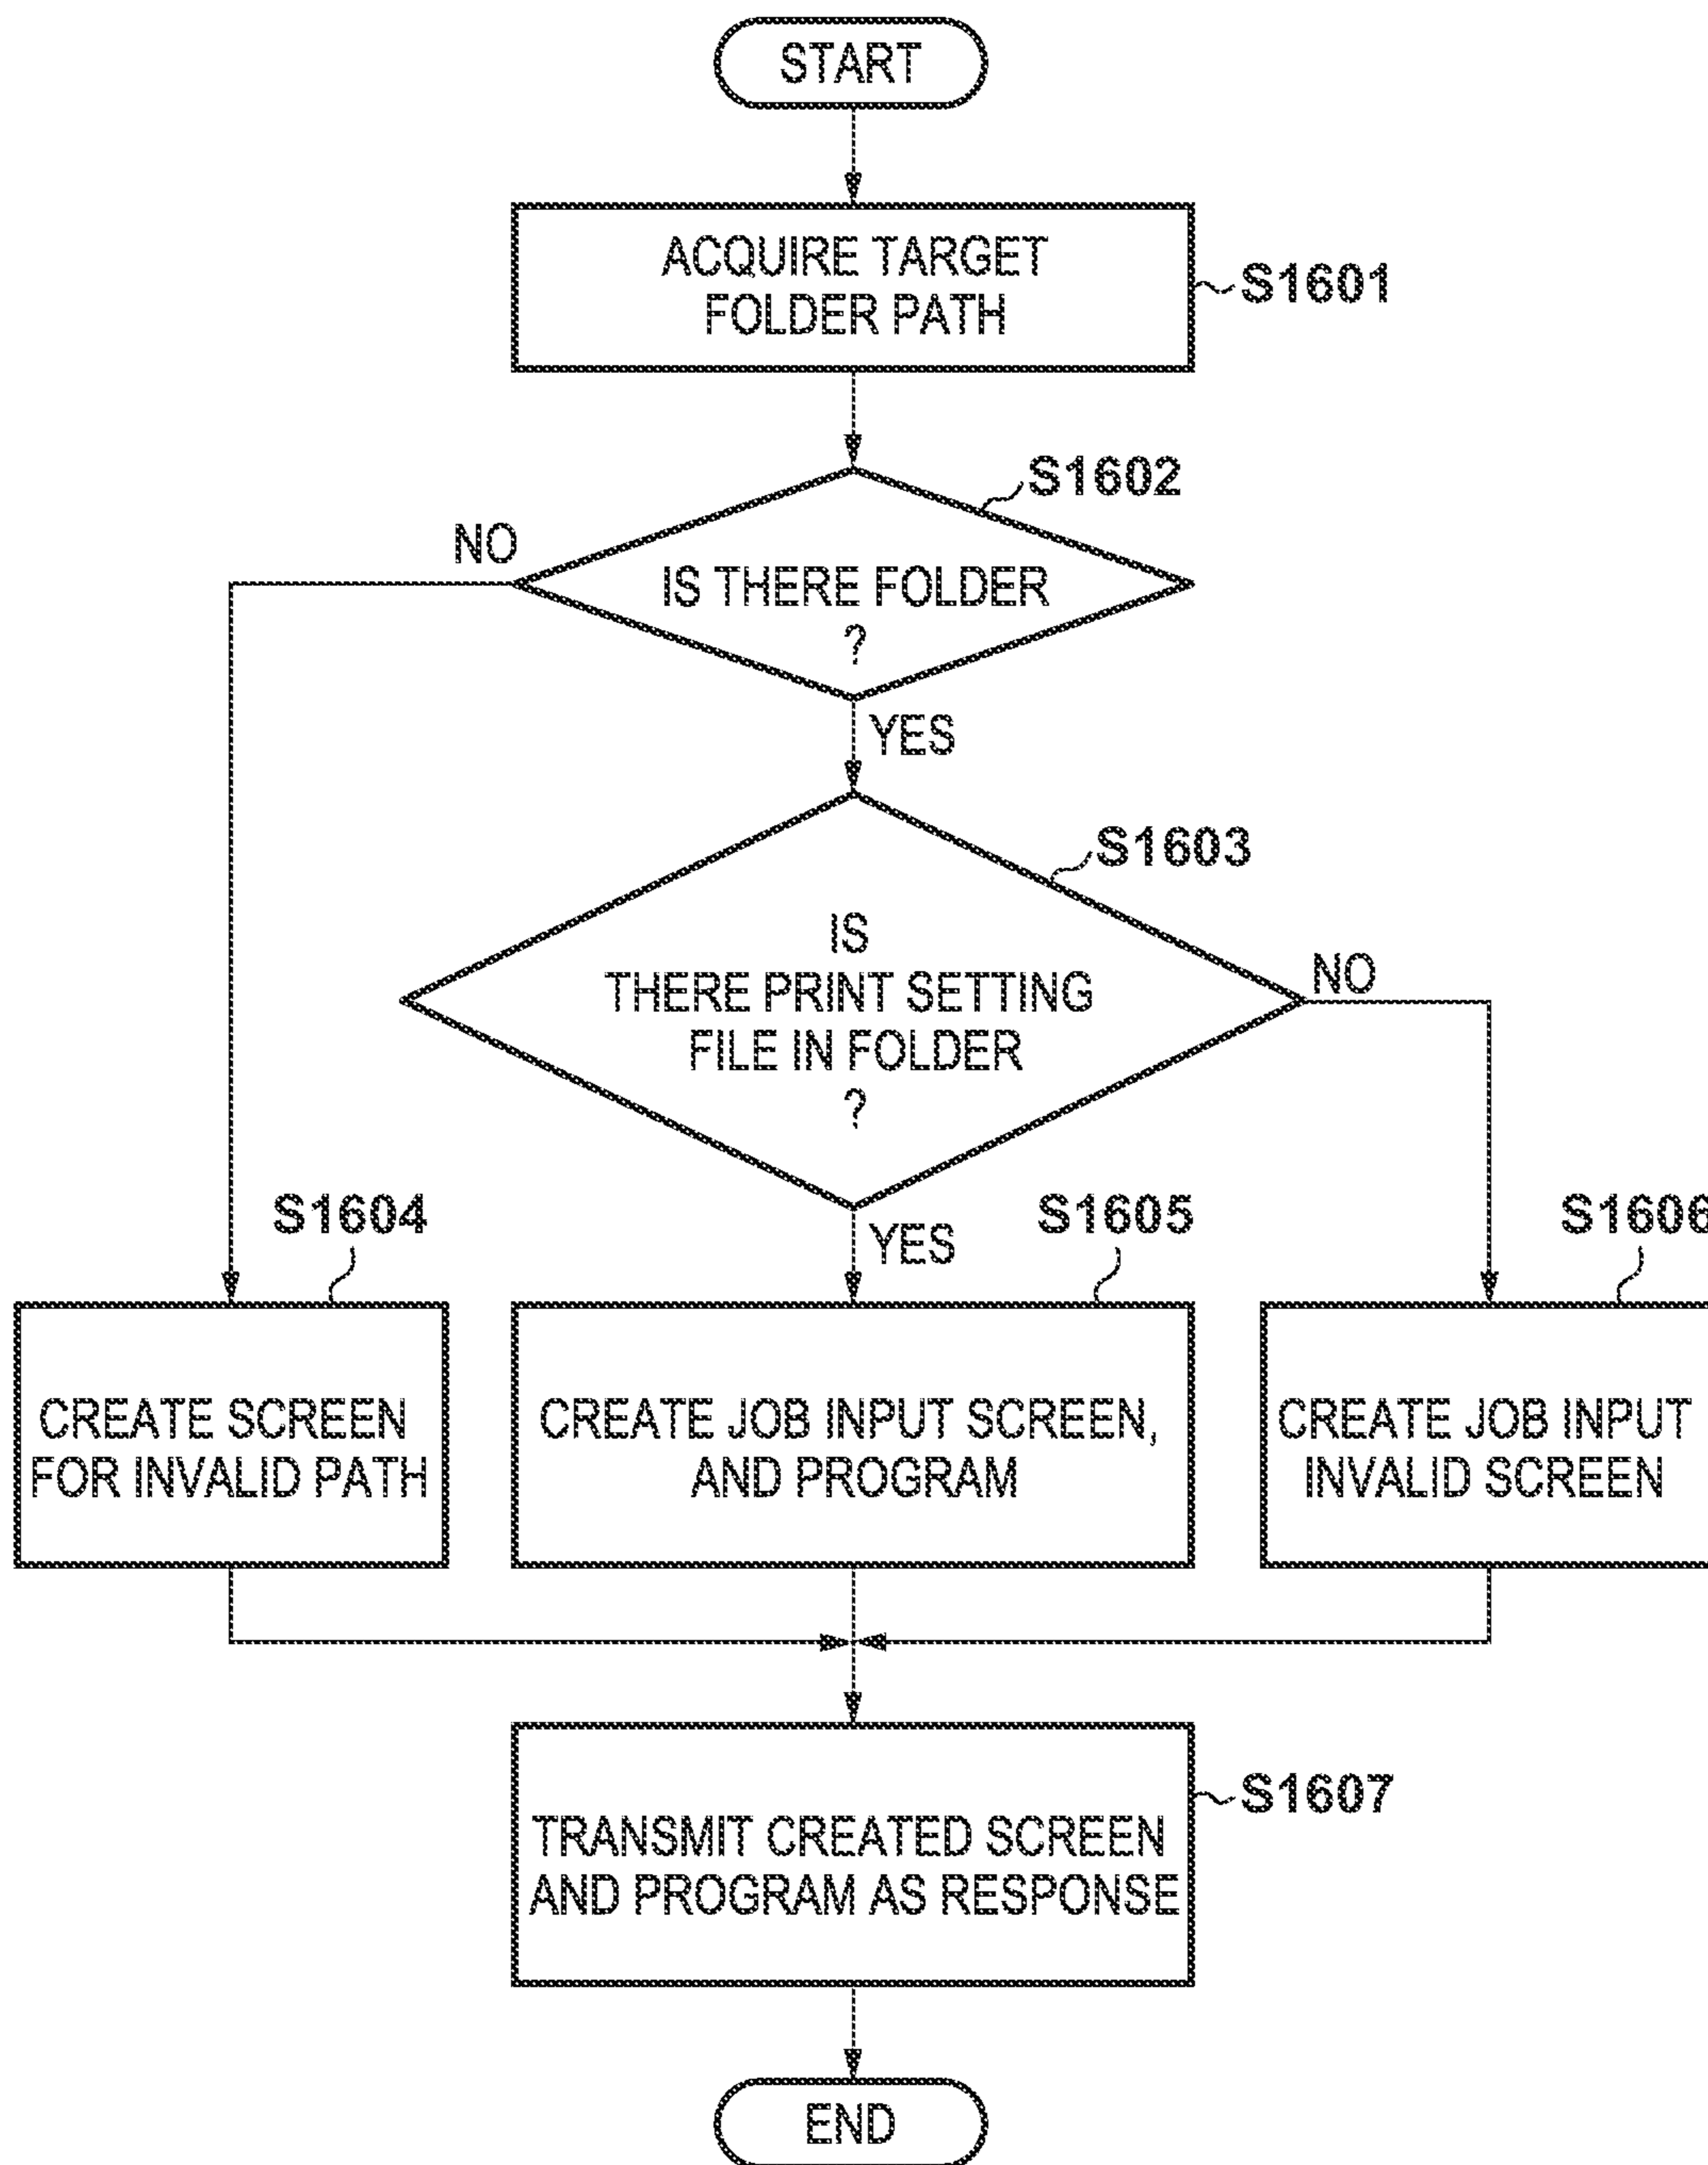 START
ACQUIRE TARGET
FOLDER PATH
S1601
S1602
NO
IS THERE FOLDER
?
YES
S1603
IS
THERE PRINT SETTING
FILE IN FOLDER
?
NO
YES
S1604
S1605
S1606
CREATE SCREEN
FOR INVALID PATH
CREATE JOB INPUT SCREEN,
AND PROGRAM
CREATE JOB INPUT
INVALID SCREEN
TRANSMIT CREATED SCREEN
AND PROGRAM AS RESPONSE
S1607
END